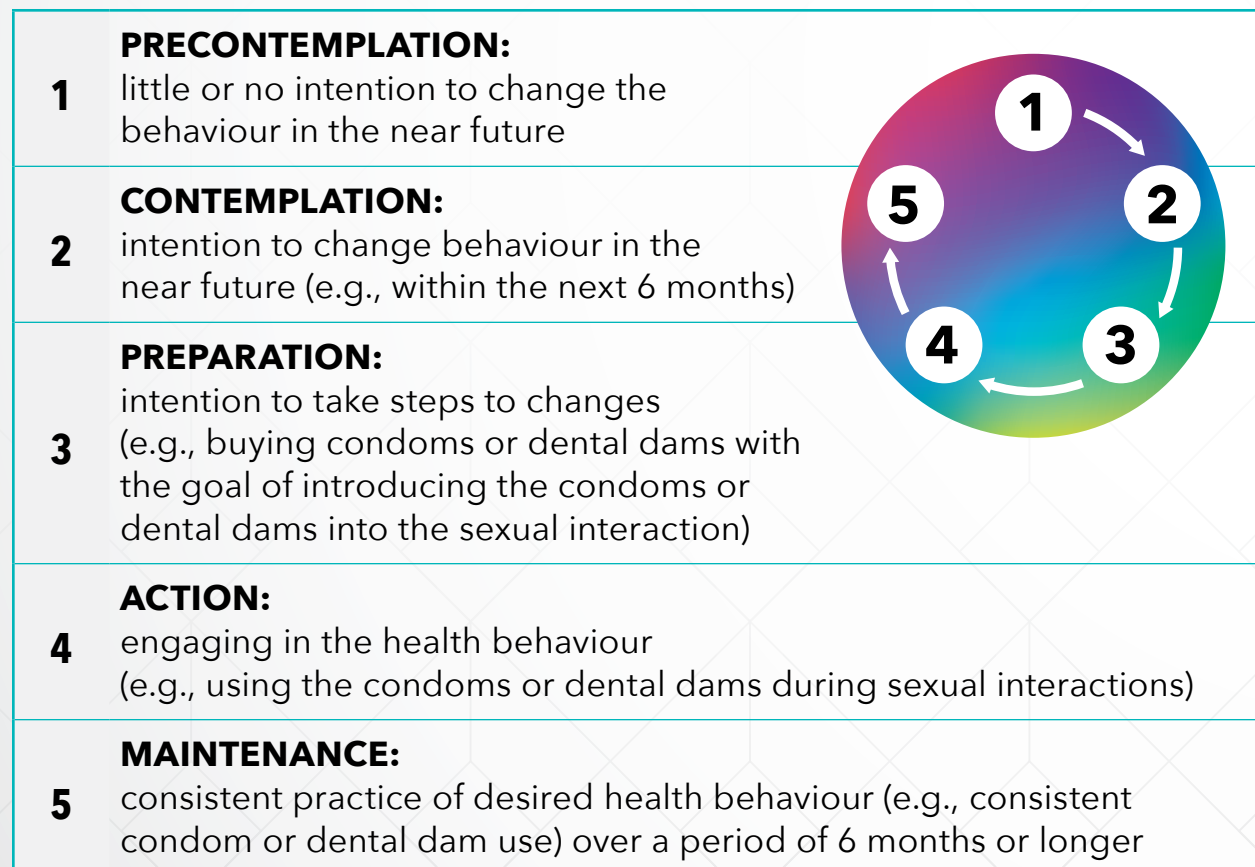 PRECONTEMPLATION:
1
little or no intention to change the
behaviour in the near future
CONTEMPLATION:
2
intention to change behaviour in the
near future (e.g., within the next 6 months)
PREPARATION:
intention to take steps to changes
3
(e.g., buying condoms or dental dams with
the goal of introducing the condoms or
dental dams into the sexual interaction)
ACTION:
4
engaging in the health behaviour
(e.g., using the condoms or dental dams during sexual interactions)
MAINTENANCE:
5
consistent practice of desired health behaviour (e.g., consistent
condom or dental dam use) over a period of 6 months or longer
1
2
3
4
5